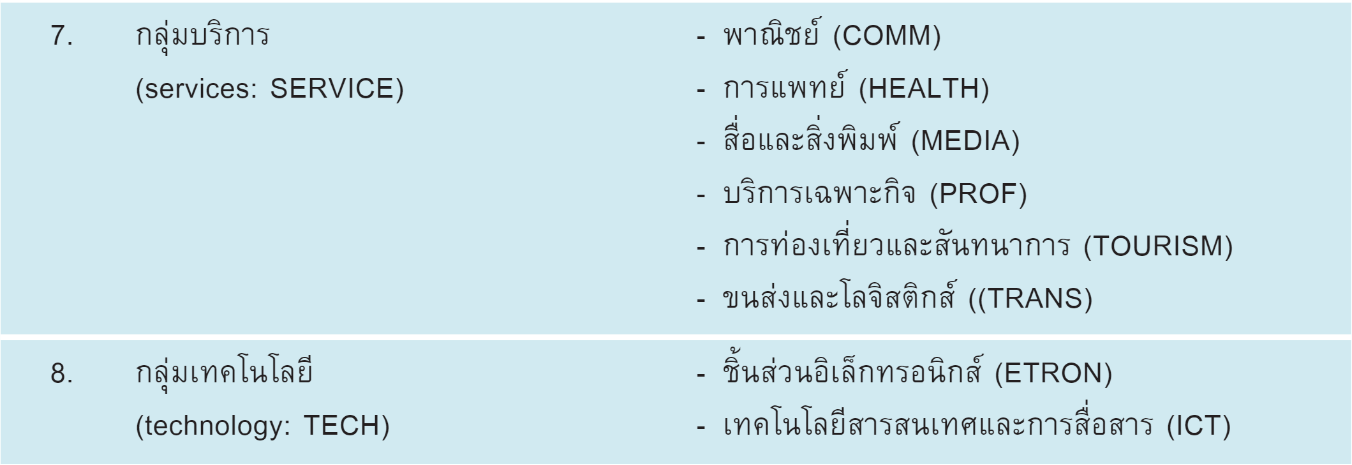 7. กลุ่มบริการ - พาณิชย์ (COMM)
(services: SERVICE) - การแพทย์ (HEALTH)
- สื่อและสิ่งพิมพ์ (MEDIA)
- บริการเฉพาะกิจ (PROF)
- การท่องเที่ยวและสันทนาการ (TOURISM)
- ขนส่งและโลจิสติกส์ ((TRANS)
8. กลุ่มเทคโนโลยี - ชิ้นส่วนอิเล็กทรอนิกส์ (ETRON)
(technology: TECH) - เทคโนโลยีสารสนเทศและการสื่อสาร (ICT)